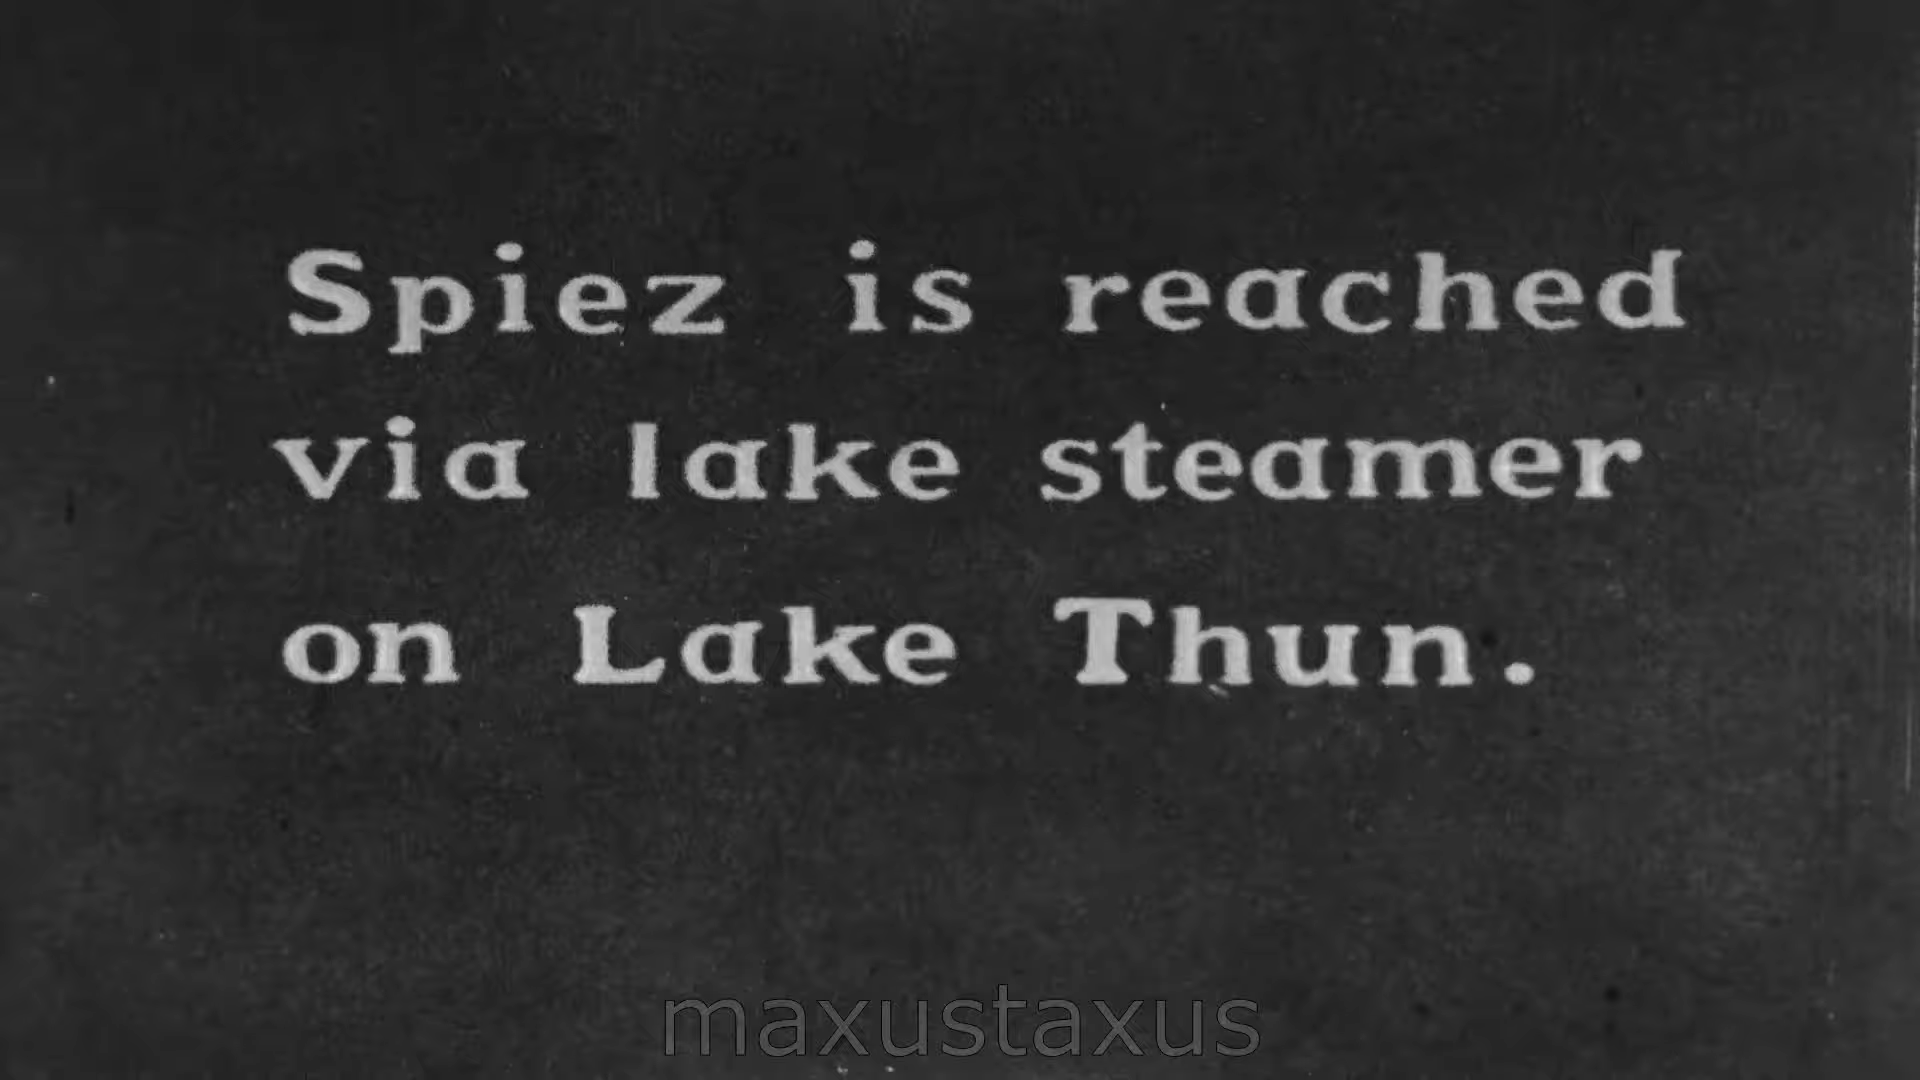 Spiez is reached
via lake steamer
on Lake Thun.
maxustaxus